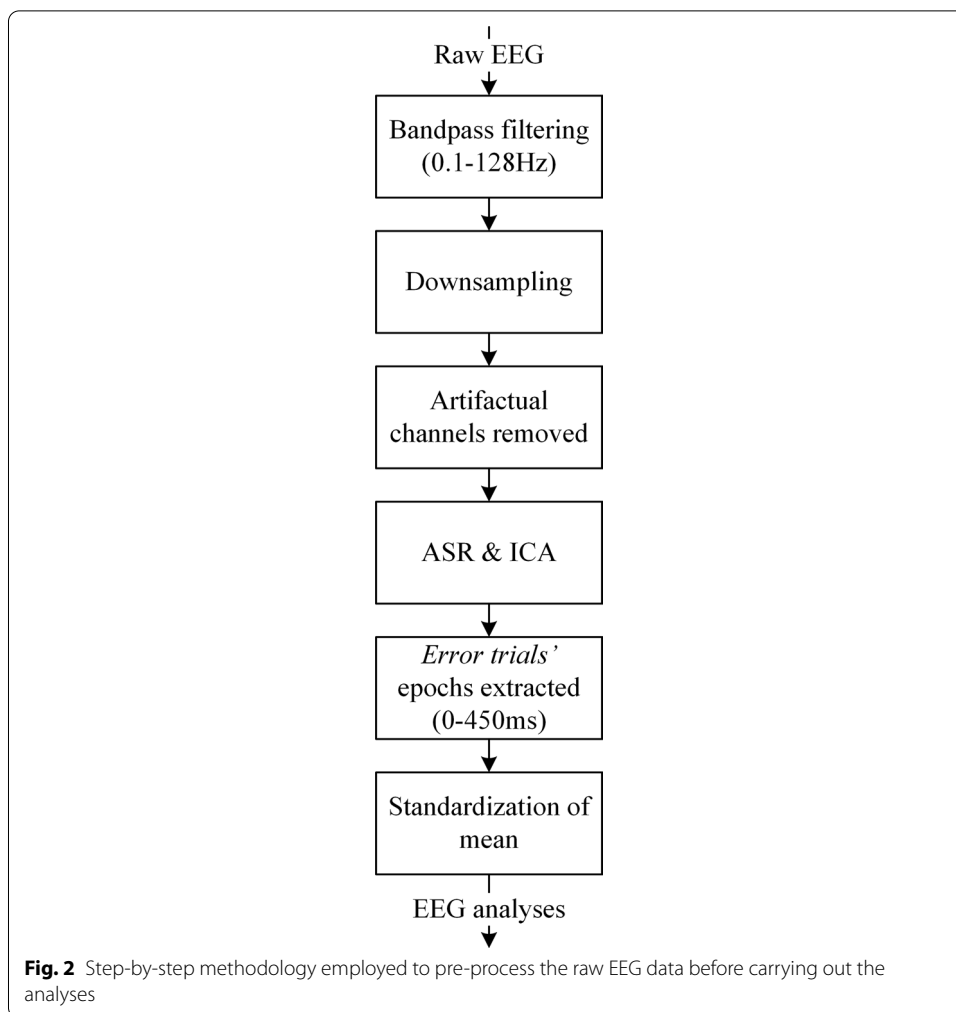 Raw EEG
Bandpass filtering
(0.1-128Hz)
Downsampling
Artifactual
channels removed
ASR & ICA
Error trials’
epochs extracted
(0-450ms)
Standardization of
mean
EEG analyses
Fig. 2 Step-by-step methodology employed to pre-process the raw EEG data before carrying out the
analyses